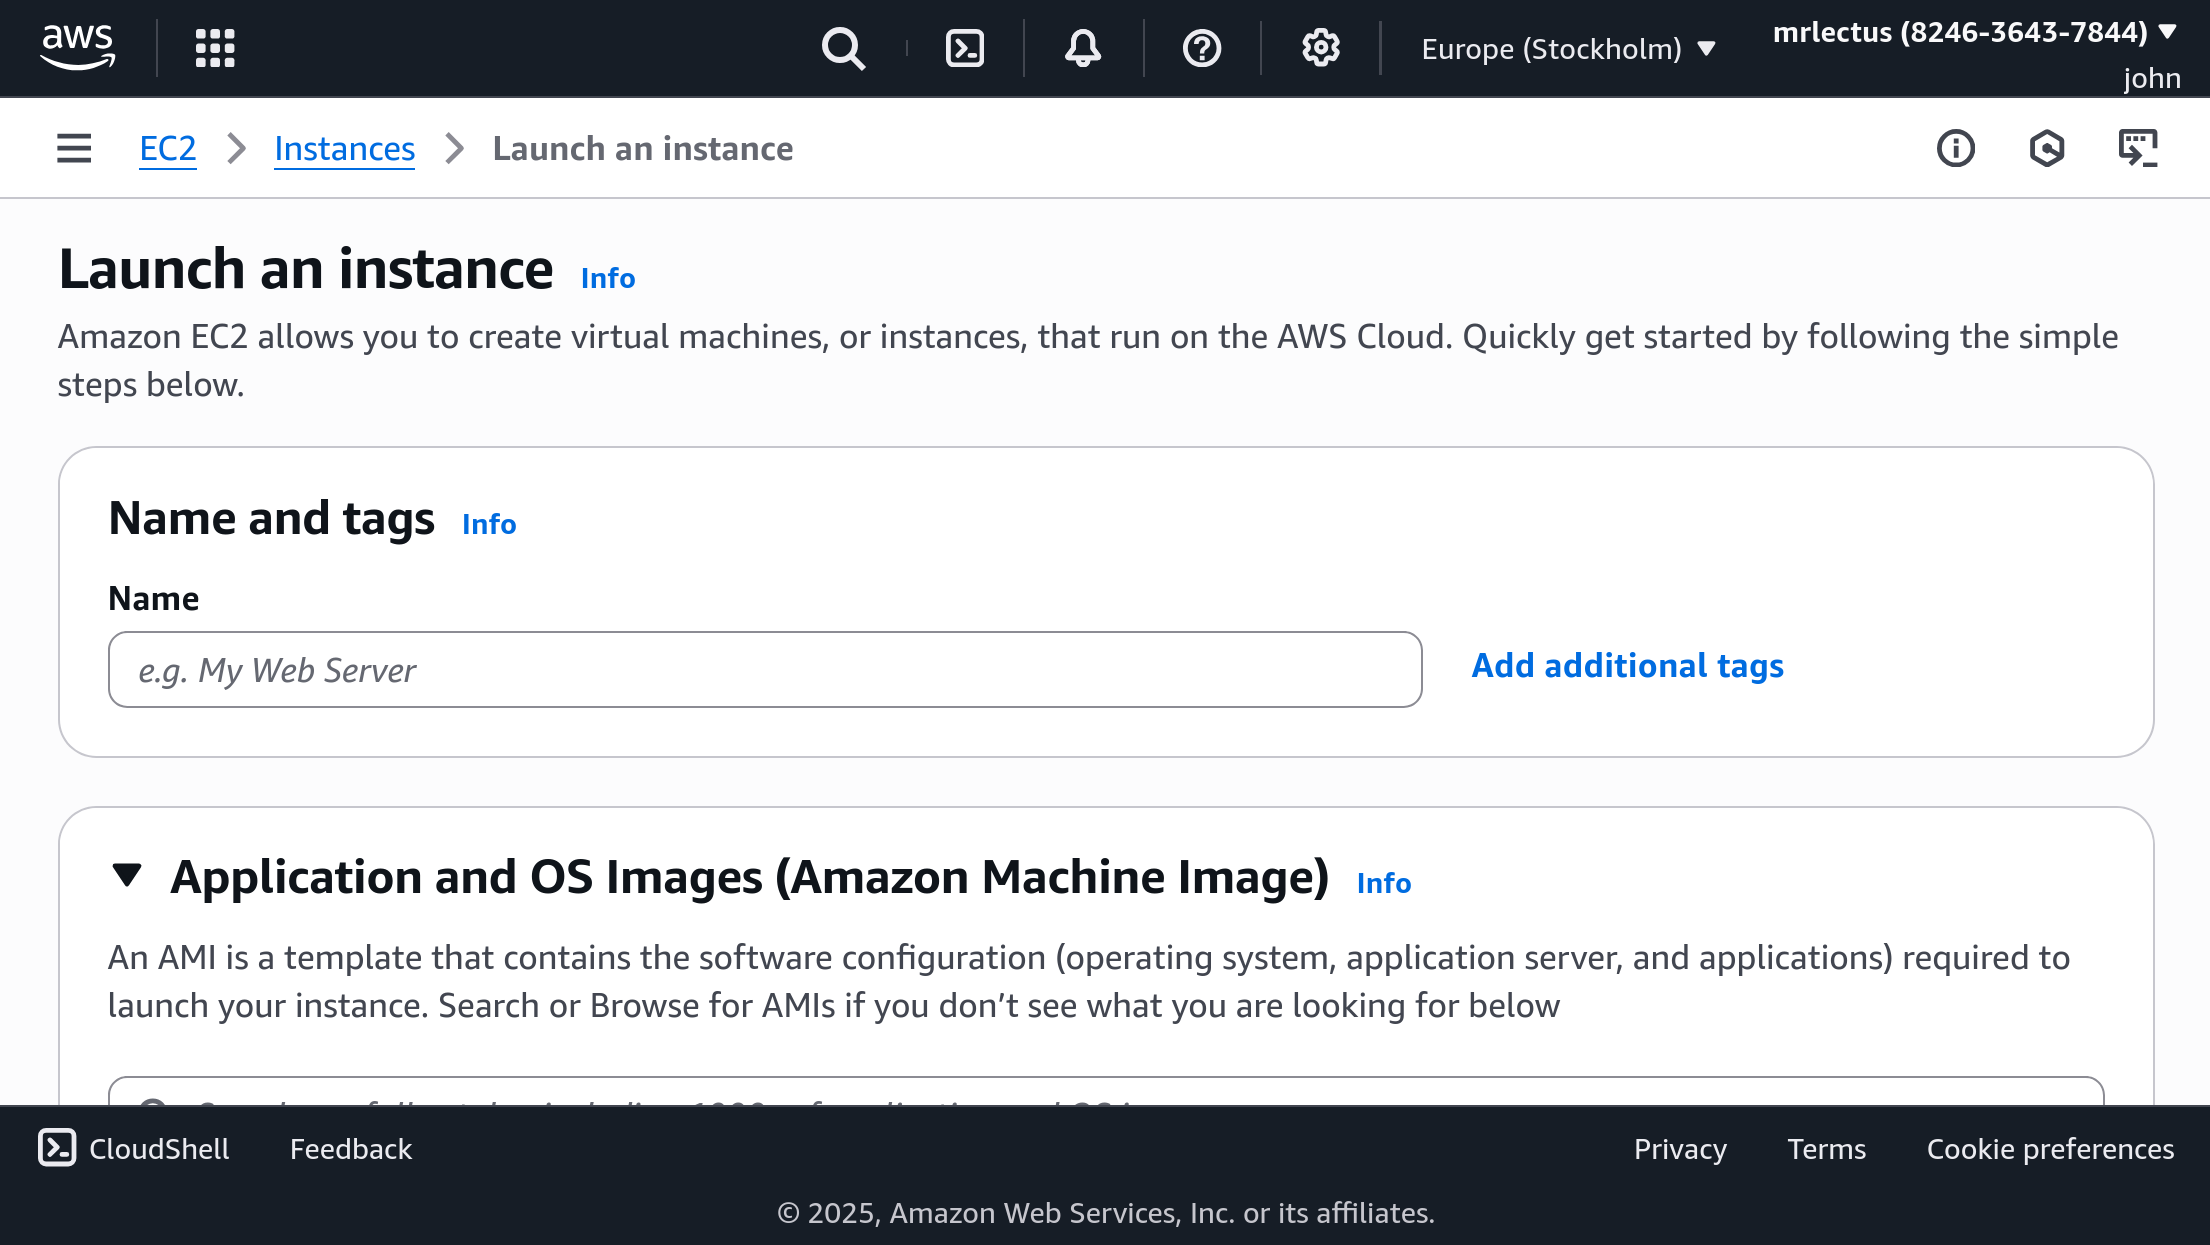 aws
Europe (Stockholm)
mrlectus (8246-3643-7844)
john
EC2
Instances
Launch an instance
Launch an instance Info
Amazon EC2 allows you to create virtual machines, or instances, that run on the AWS Cloud. Quickly get started by following the simple
steps below.
Name and tags Info
Name
e.g. My Web Server
Add additional tags
Application and OS Images (Amazon Machine Image) Info
An AMI is a template that contains the software configuration (operating system, application server, and applications) required to
launch your instance. Search or Browse for AMIs if you don’t see what you are looking for below
CloudShell
Feedback
Privacy
Terms
Cookie preferences
© 2025, Amazon Web Services, Inc. or its affiliates.